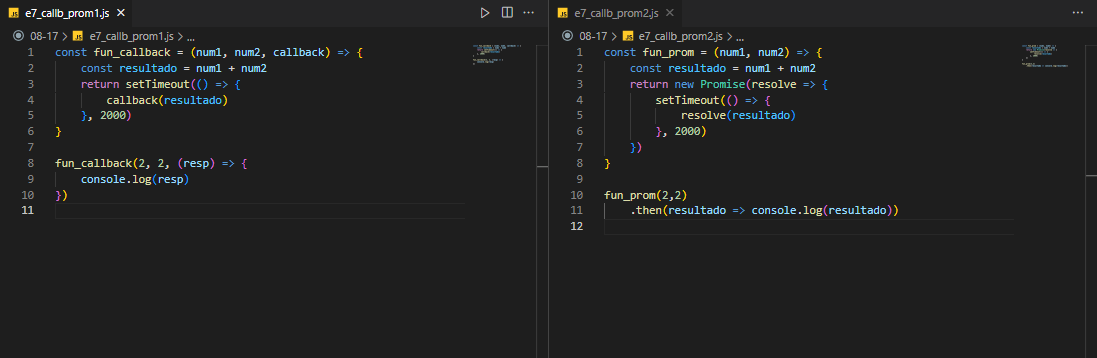 JS e7_callb_prom1.js
08-17 > JS e7_callb_prom1.js > ...
1 const fun_callback = (num1, num2, callback) => {
2     const resultado = num1 + num2
3     return setTimeout(() => {
4         callback(resultado)
5     }, 2000)
6 }
7
8 fun_callback(2, 2, (resp) => {
9     console.log(resp)
10 })
11
JS e7_callb_prom2.js
08-17 > JS e7_callb_prom2.js > ...
1 const fun_prom = (num1, num2) => {
2     const resultado = num1 + num2
3     return new Promise(resolve => {
4         setTimeout(() => {
5             resolve(resultado)
6         }, 2000)
7     })
8 }
9
10 fun_prom(2,2)
11     .then(resultado => console.log(resultado))
12